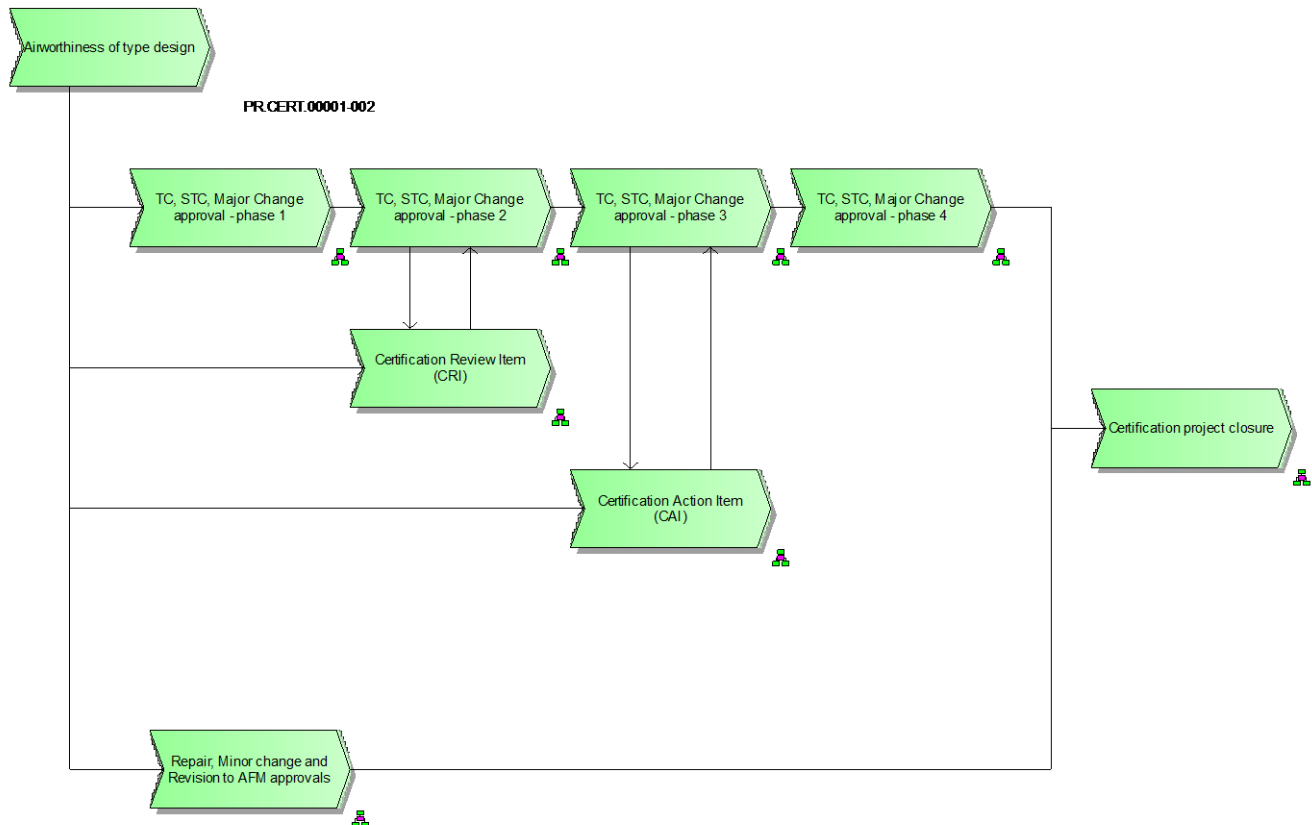 Airworthiness of type design
PR.CERT.00001-002
TC, STC, Major Change
approval - phase 1
TC, STC, Major Change
approval - phase 2
TC, STC, Major Change
approval - phase 3
TC, STC, Major Change
approval - phase 4
Certification Review Item
(CRI)
Certification project closure
Certification Action Item
(CAI)
Repair, Minor change and
Revision to AFM approvals